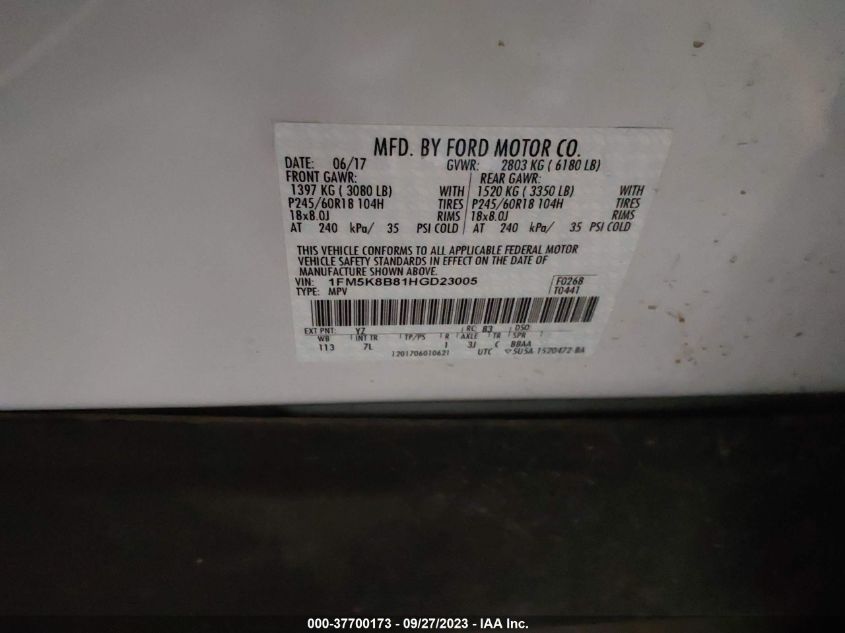 MFD. BY FORD MOTOR CO.
DATE: 06/17 GVWR: 2803 KG ( 6180 LB)
FRONT GAWR: REAR GAWR:
1397 KG ( 3080 LB) WITH 1520 KG ( 3350 LB) WITH
P245/60R18 104H TIRES P245/60R18 104H TIRES
18x8.0J RIMS 18x8.0J RIMS
AT 240 kPa/ 35 PSI COLD AT 240 kPa/ 35 PSI COLD
THIS VEHICLE CONFORMS TO ALL APPLICABLE FEDERAL MOTOR
VEHICLE SAFETY STANDARDS IN EFFECT ON THE DATE OF
MANUFACTURE SHOWN ABOVE.
VIN: 1FM5K8B81HGD23005 F0268
TYPE: MPV T0441
EXT PNT: YZ RC: 83 DSO:
WB INT TR TP/PS R AXLE TR SPR
113 7L 1 3J C BBAA
1201706010621 UTC SU5A-1520472-BA
000-37700173 - 09/27/2023 - IAA Inc.